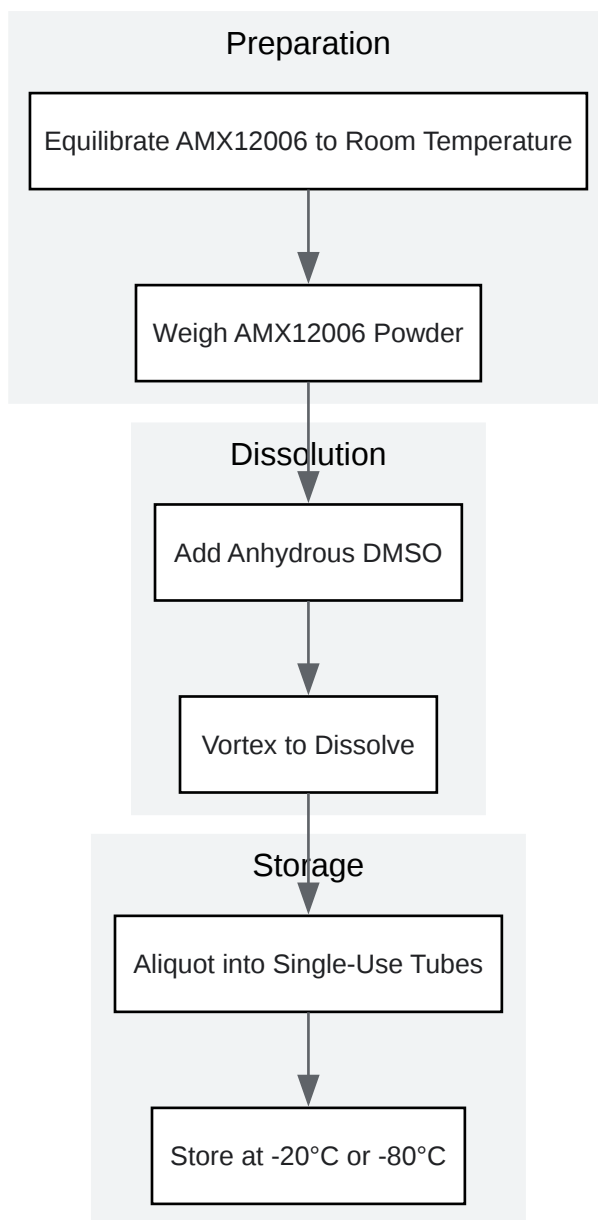 Preparation
Equilibrate AMX12006 to Room Temperature
Weigh AMX12006 Powder
Dissolution
Add Anhydrous DMSO
Vortex to Dissolve
Storage
Aliquot into Single-Use Tubes
Store at -20°C or -80°C